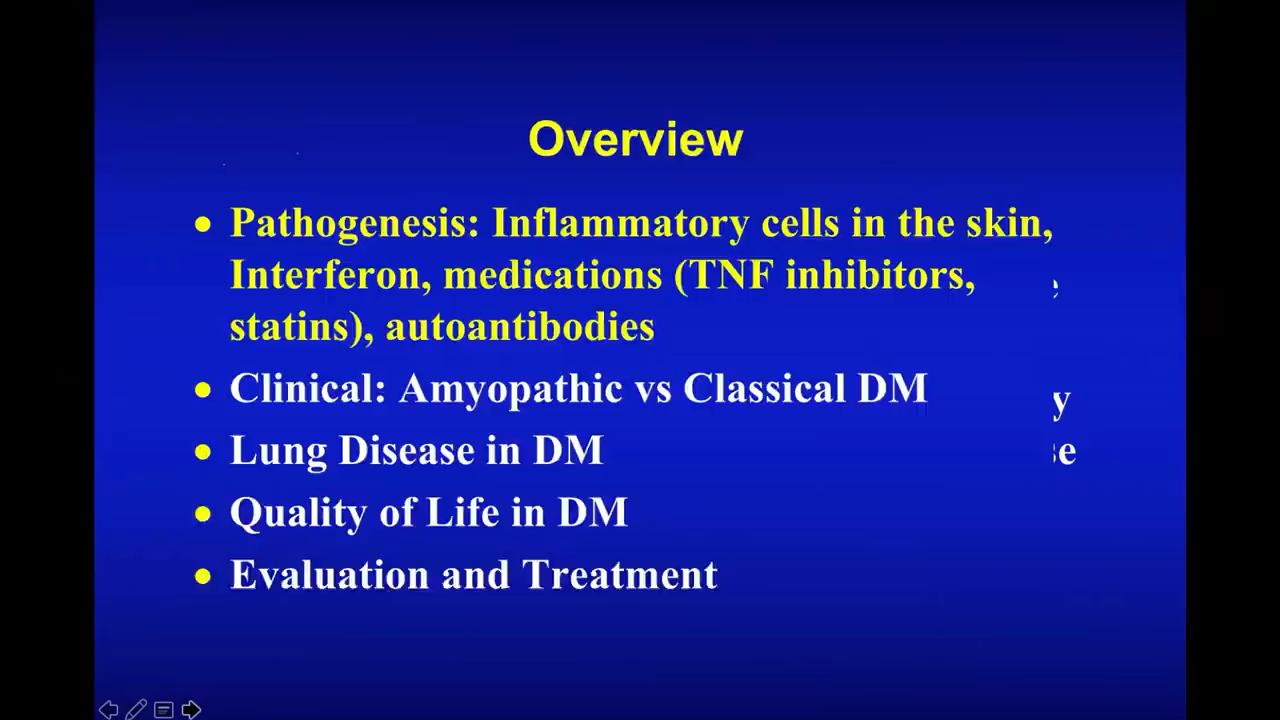 Overview
• Pathogenesis: Inflammatory cells in the skin,
Interferon, medications (TNF inhibitors,
statins), autoantibodies
• Clinical: Amyopathic vs Classical DM
• Lung Disease in DM
• Quality of Life in DM
• Evaluation and Treatment